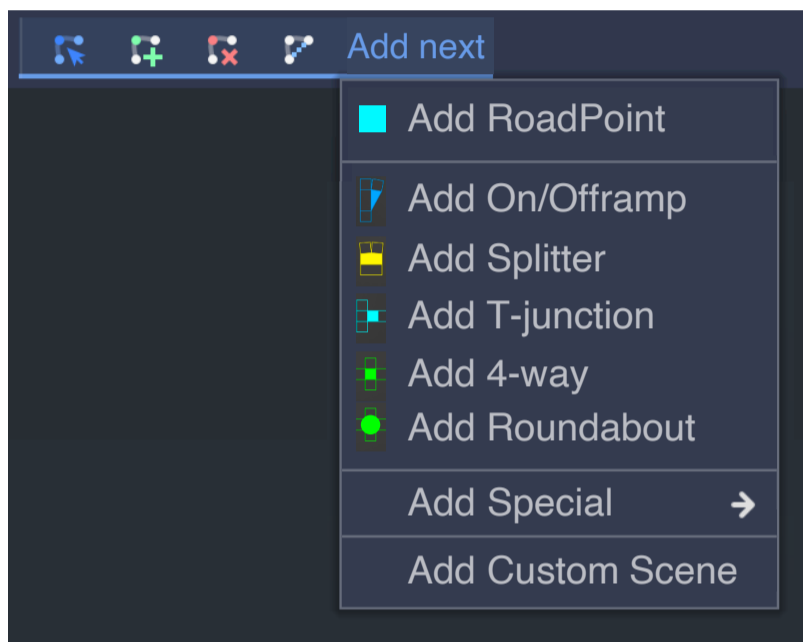 Add next
Add RoadPoint
Add On/Offramp
Add Splitter
Add T-junction
Add 4-way
Add Roundabout
Add Special
Add Custom Scene